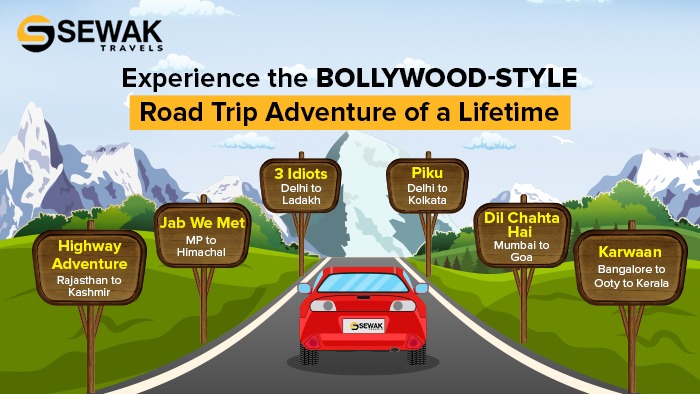 SEWAK
TRAVELS
Experience the BOLLYWOOD-STYLE
Road Trip Adventure of a Lifetime
3 Idiots
Delhi to
Ladakh
Piku
Delhi to
Kolkata
Jab We Met
MP to
Himachal
Dil Chahta
Hai
Mumbai to
Goa
Highway
Adventure
Rajasthan to
Kashmir
Karwaan
Bangalore to
Ooty to Kerala
SEWAK